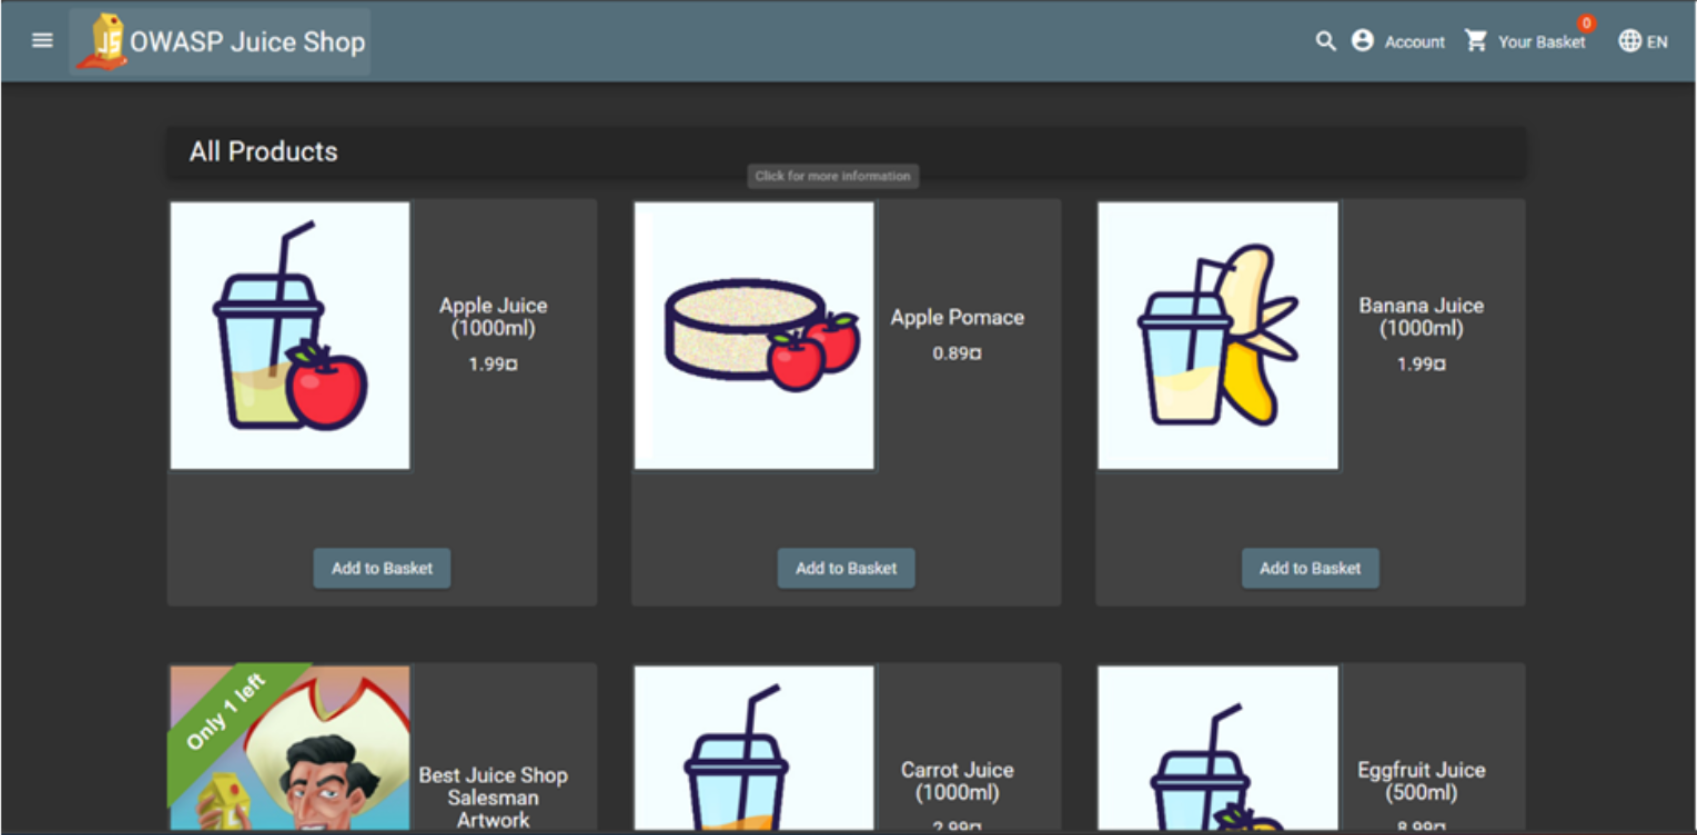 OWASP Juice Shop
Account
Your Basket
0
EN
All Products
Click for more information
Apple Juice
(1000ml)
1.99¤
Add to Basket
Apple Pomace
0.89¤
Add to Basket
Banana Juice
(1000ml)
1.99¤
Add to Basket
Only 1 left
Best Juice Shop
Salesman
Artwork
Carrot Juice
(1000ml)
2.99¤
Eggfruit Juice
(500ml)
8.99¤